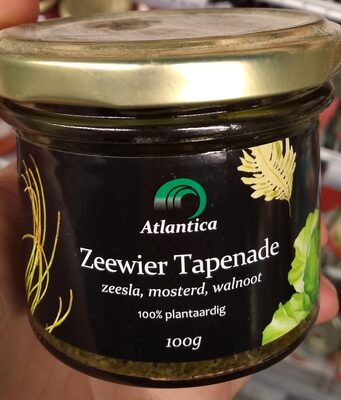 Atlantica
Zeewier Tapenade
zeesla, mosterd, walnoot
100% plantaardig
100g